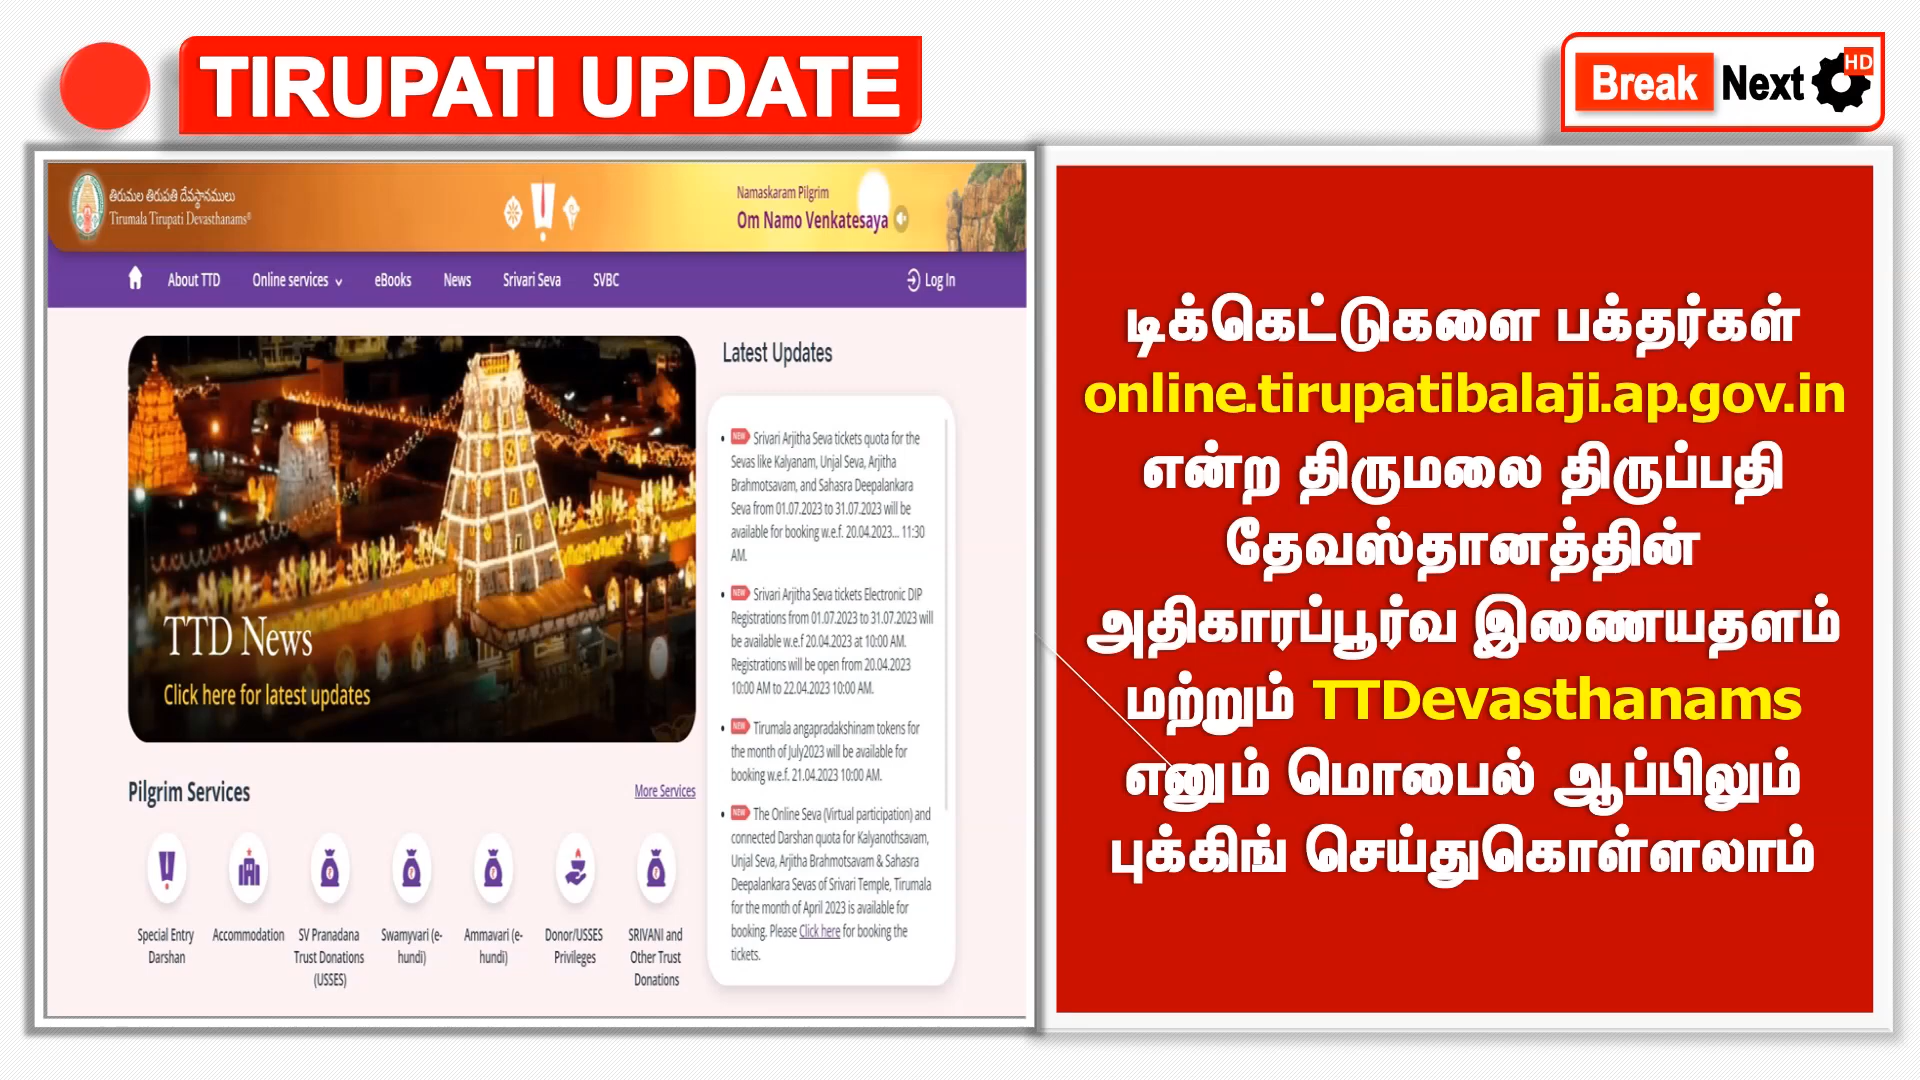 TIRUPATI UPDATE
Break Next HD
తిరుమల తిరుపతి దేవస్థానములు
Tirumala Tirupati Devasthanams®
Namaskaram Pilgrim
Om Namo Venkatesaya
About TTD
Online services
eBooks
News
Srivari Seva
SVBC
Log In
TTD News
Click here for latest updates
Latest Updates
NEW Srivari Arjitha Seva tickets quota for the
Sevas like Kalyanam, Unjal Seva, Arjitha
Brahmotsavam, and Sahasra Deepalankara
Seva from 01.07.2023 to 31.07.2023 will be
available for booking w.e.f. 20.04.2023... 11:30
AM.
NEW Srivari Arjitha Seva tickets Electronic DIP
Registrations from 01.07.2023 to 31.07.2023 will
be available w.e.f 20.04.2023 at 10:00 AM.
Registrations will be open from 20.04.2023
10:00 AM to 22.04.2023 10:00 AM.
NEW Tirumala angapradakshinam tokens for
the month of July2023 will be available for
booking w.e.f. 21.04.2023 10:00 AM.
NEW The Online Seva (Virtual participation) and
connected Darshan quota for Kalyanothsavam,
Unjal Seva, Arjitha Brahmotsavam & Sahasra
Deepalankara Sevas of Srivari Temple, Tirumala
for the month of April 2023 is available for
booking. Please Click here for booking the
tickets.
Pilgrim Services
More Services
Special Entry
Darshan
Accommodation
SV Pranadana
Trust Donations
(USSES)
Swamyvari (e-
hundi)
Ammavari (e-
hundi)
Donor/USSES
Privileges
SRIVANI and
Other Trust
Donations
டிக்கெட்டுகளை பக்தர்கள்
online.tirupatibalaji.ap.gov.in
என்ற திருமலை திருப்பதி
தேவஸ்தானத்தின்
அதிகாரப்பூர்வ இணையதளம்
மற்றும் TTDevasthanams
எனும் மொபைல் ஆப்பிலும்
புக்கிங் செய்துகொள்ளலாம்